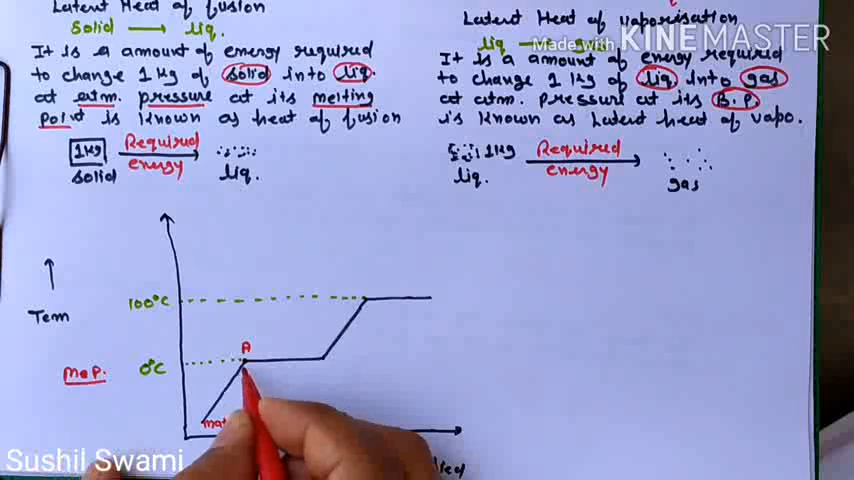 Latent Heat of fusion
Solid → Liq.
It is a amount of energy required
to change 1 kg of solid into liq.
at atm. pressure at its melting
point is known as heat of fusion
1kg Required energy
solid Liq.
Latent Heat of vaporisation
Liq → gas
Made with KINEMASTER
It is a amount of energy required
to change 1 kg of liq. into gas
at atm. pressure at its B.P.
is known as Latent heat of vapo.
1kg Required energy
Liq. gas
Tem
100°C
A
M.P. 0°C
mat
Sushil Swami